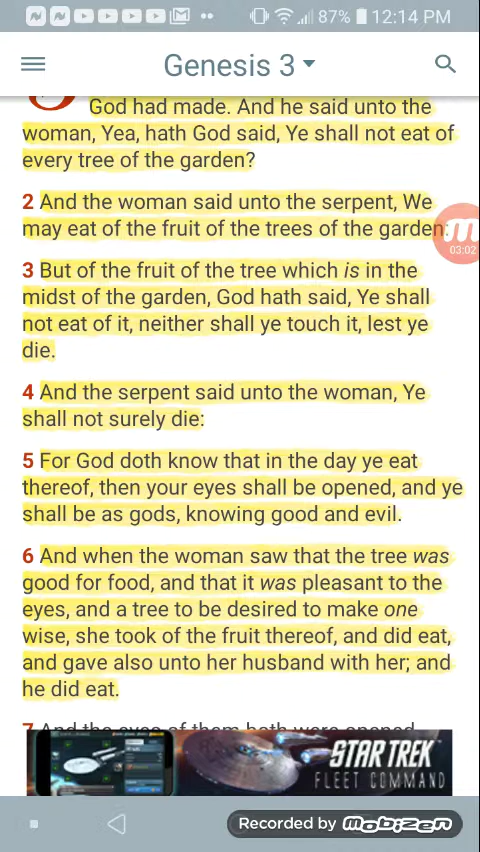 87% 12:14 PM
Genesis 3
God had made. And he said unto the
woman, Yea, hath God said, Ye shall not eat of
every tree of the garden?
2 And the woman said unto the serpent, We
may eat of the fruit of the trees of the garden:
03:02
3 But of the fruit of the tree which is in the
midst of the garden, God hath said, Ye shall
not eat of it, neither shall ye touch it, lest ye
die.
4 And the serpent said unto the woman, Ye
shall not surely die:
5 For God doth know that in the day ye eat
thereof, then your eyes shall be opened, and ye
shall be as gods, knowing good and evil.
6 And when the woman saw that the tree was
good for food, and that it was pleasant to the
eyes, and a tree to be desired to make one
wise, she took of the fruit thereof, and did eat,
and gave also unto her husband with her; and
he did eat.
7 And the eyes of them both were opened,
STAR TREK
FLEET COMMAND
Recorded by Mobizen